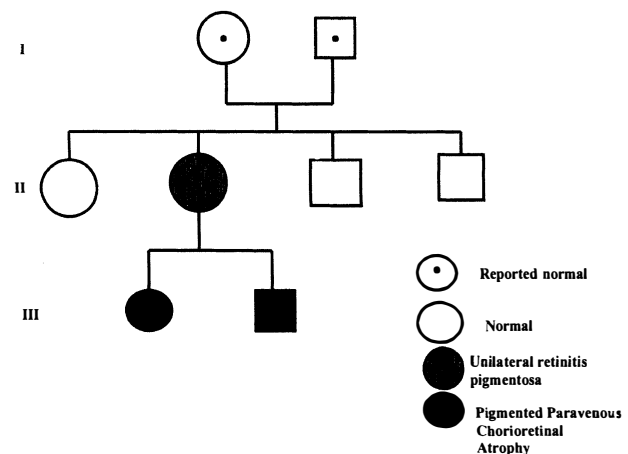 I
II
III
Reported normal
Normal
Unilateral retinitis
pigmentosa
Pigmented Paravenous
Chorioretinal
Atrophy